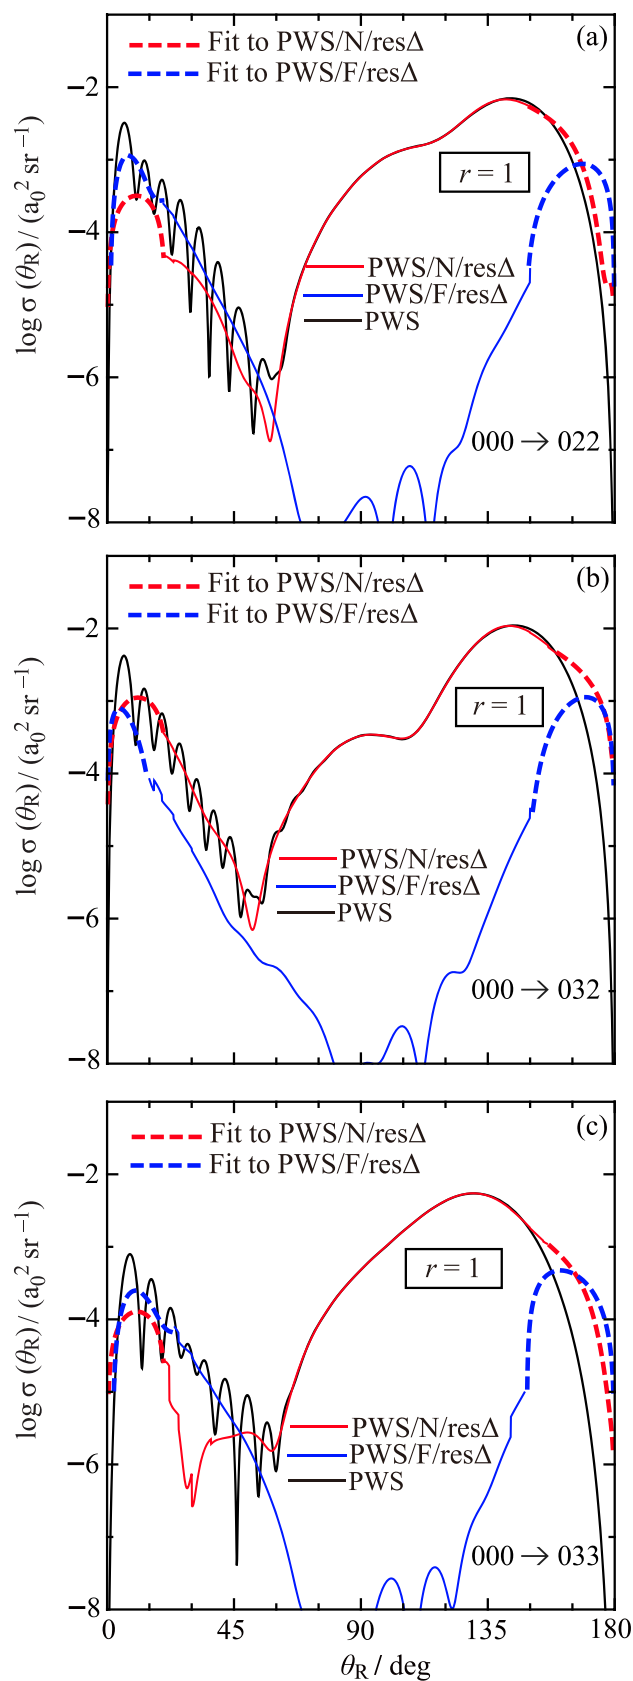 (a)
Fit to PWS/N/resΔ
Fit to PWS/F/resΔ
−2
−4
−6
−8
log σ (θR) / (a₀² sr⁻¹)
r = 1
PWS/N/resΔ
PWS/F/resΔ
PWS
000 → 022
(b)
Fit to PWS/N/resΔ
Fit to PWS/F/resΔ
−2
−4
−6
−8
log σ (θR) / (a₀² sr⁻¹)
r = 1
PWS/N/resΔ
PWS/F/resΔ
PWS
000 → 032
(c)
Fit to PWS/N/resΔ
Fit to PWS/F/resΔ
−2
−4
−6
−8
log σ (θR) / (a₀² sr⁻¹)
r = 1
PWS/N/resΔ
PWS/F/resΔ
PWS
000 → 033
0 45 90 135 180
θR / deg